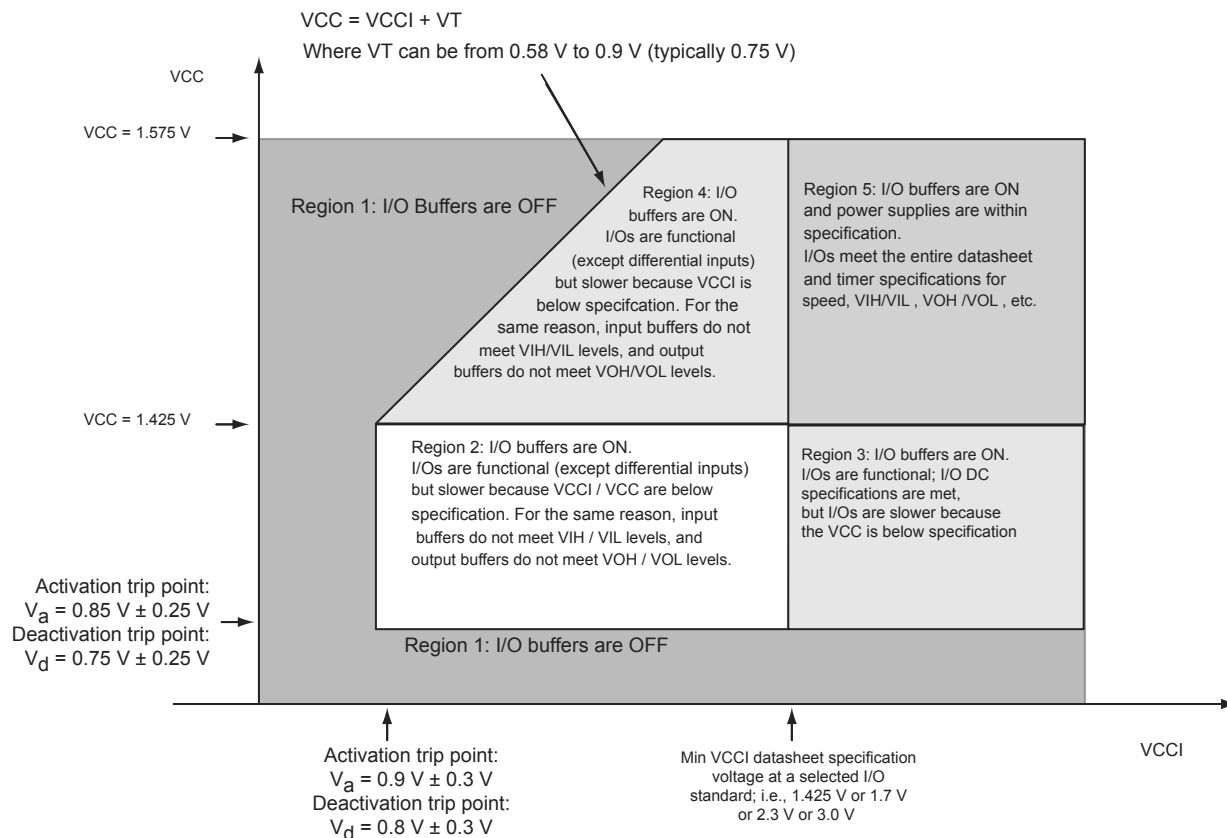 VCC = VCCI + VT
Where VT can be from 0.58 V to 0.9 V (typically 0.75 V)
VCC
VCC = 1.575 V
Region 1: I/O Buffers are OFF
Region 4: I/O
buffers are ON.
I/Os are functional
(except differential inputs)
but slower because VCCI is
below specifcation. For the
same reason, input buffers do not
meet VIH/VIL levels, and output
buffers do not meet VOH/VOL levels.
Region 5: I/O buffers are ON
and power supplies are within
specification.
I/Os meet the entire datasheet
and timer specifications for
speed, VIH/VIL , VOH /VOL , etc.
VCC = 1.425 V
Region 2: I/O buffers are ON.
I/Os are functional (except differential inputs)
but slower because VCCI / VCC are below
specification. For the same reason, input
buffers do not meet VIH / VIL levels, and
output buffers do not meet VOH / VOL levels.
Region 3: I/O buffers are ON.
I/Os are functional; I/O DC
specifications are met,
but I/Os are slower because
the VCC is below specification
Activation trip point:
Va = 0.85 V ± 0.25 V
Deactivation trip point:
Vd = 0.75 V ± 0.25 V
Region 1: I/O buffers are OFF
Activation trip point:
Va = 0.9 V ± 0.3 V
Deactivation trip point:
Vd = 0.8 V ± 0.3 V
Min VCCI datasheet specification
voltage at a selected I/O
standard; i.e., 1.425 V or 1.7 V
or 2.3 V or 3.0 V
VCCI